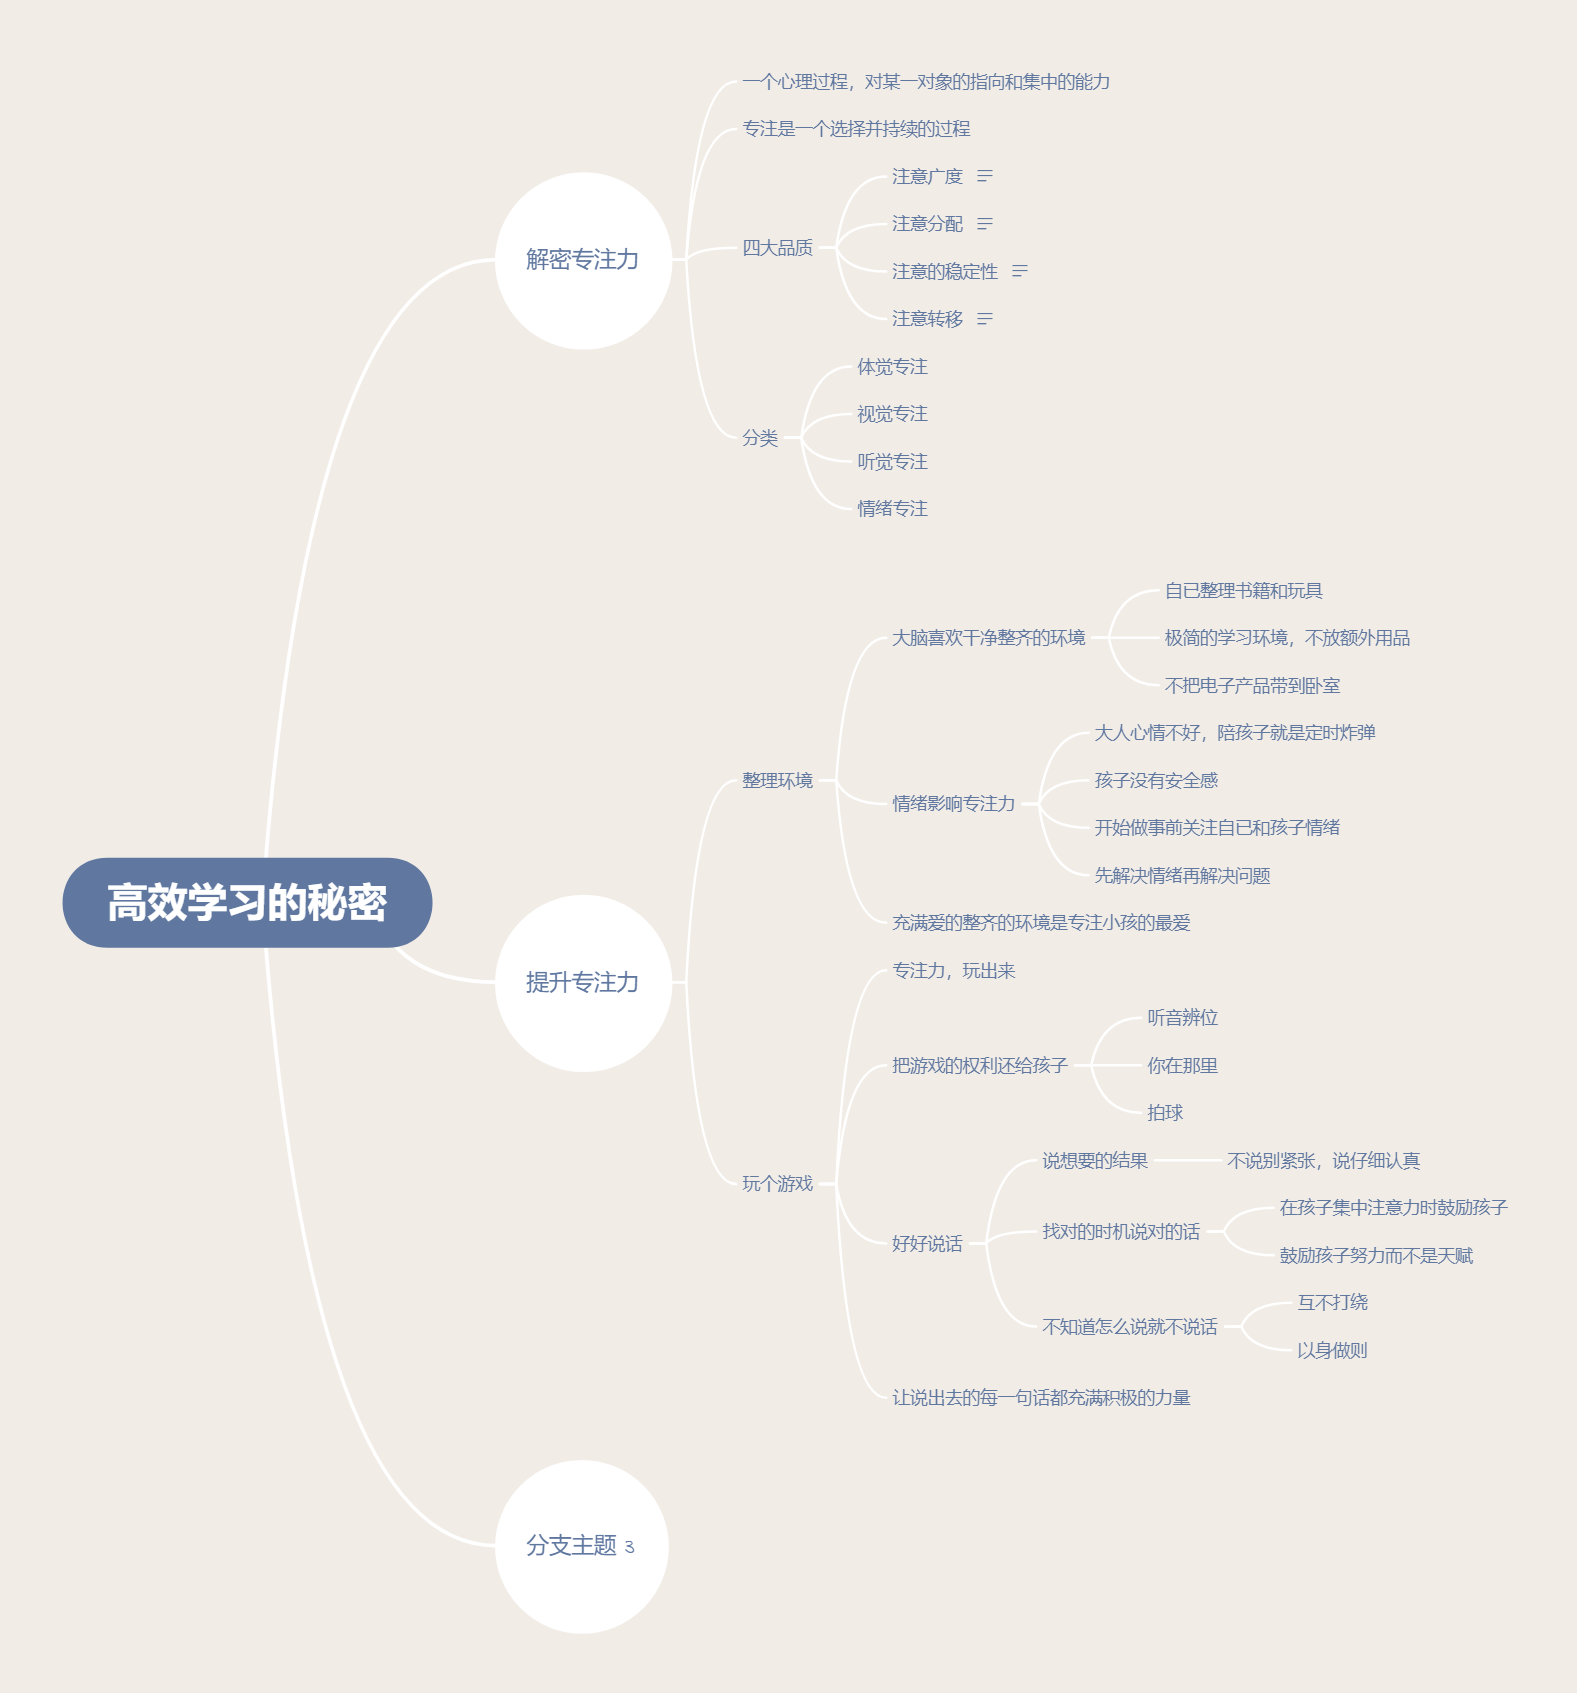 高效学习的秘密
解密专注力
一个心理过程，对某一对象的指向和集中的能力
专注是一个选择并持续的过程
四大品质
注意广度
注意分配
注意的稳定性
注意转移
分类
体觉专注
视觉专注
听觉专注
情绪专注
提升专注力
整理环境
大脑喜欢干净整齐的环境
自已整理书籍和玩具
极简的学习环境，不放额外用品
不把电子产品带到卧室
情绪影响专注力
大人心情不好，陪孩子就是定时炸弹
孩子没有安全感
开始做事前关注自已和孩子情绪
先解决情绪再解决问题
充满爱的整齐的环境是专注小孩的最爱
玩个游戏
专注力，玩出来
把游戏的权利还给孩子
听音辨位
你在那里
拍球
好好说话
说想要的结果
不说别紧张，说仔细认真
找对的时机说对的话
在孩子集中注意力时鼓励孩子
鼓励孩子努力而不是天赋
不知道怎么说就不说话
互不打绕
以身做则
让说出去的每一句话都充满积极的力量
分支主题 3